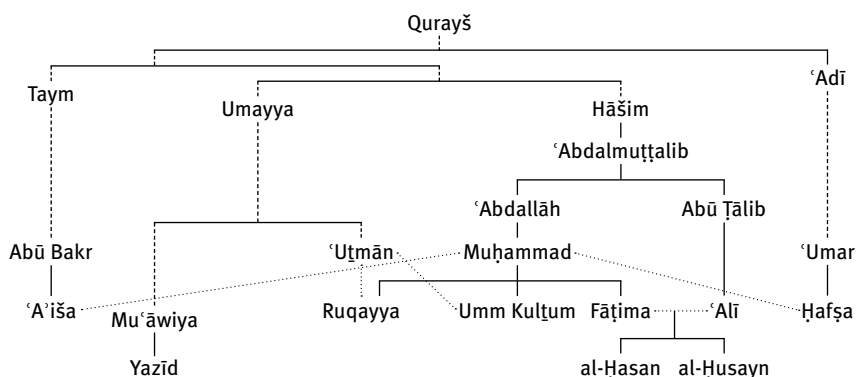 Qurayš
Taym
ʿAdī
Umayya
Hāšim
ʿAbdalmuṭṭalib
ʿAbdallāh
Abū Ṭālib
Abū Bakr
ʿUṯmān
Muḥammad
ʿUmar
ʿAʾiša
Muʿāwiya
Ruqayya
Umm Kulṯum
Fāṭima
ʿAlī
Ḥafṣa
Yazīd
al-Ḥasan
al-Ḥusayn